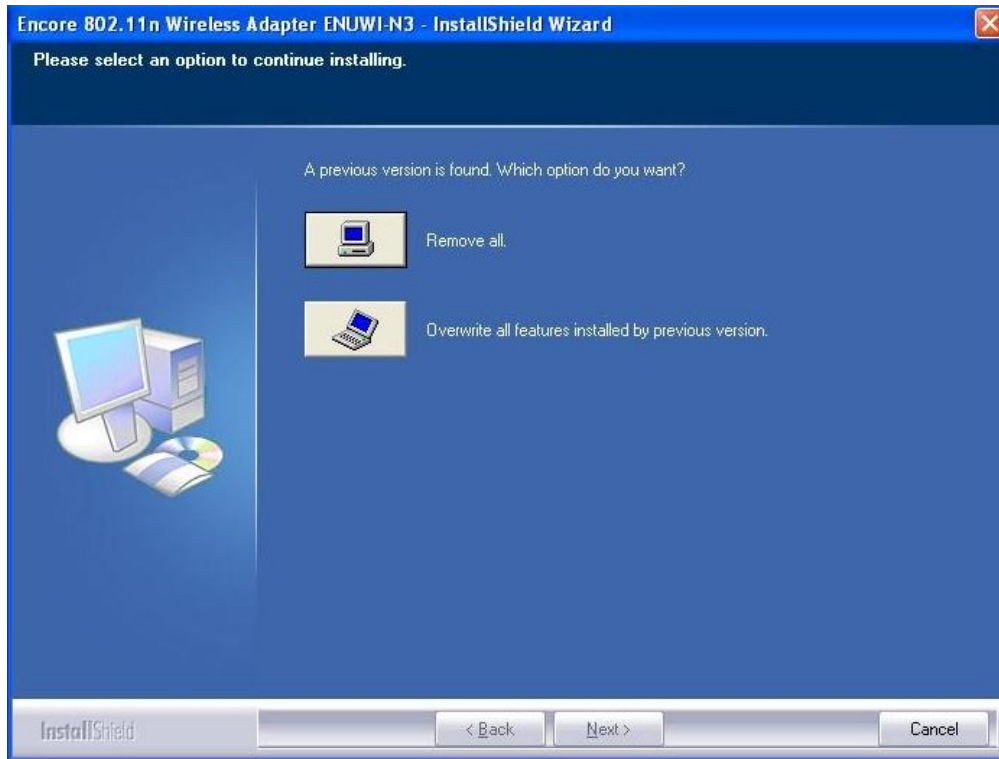 Encore 802.11n Wireless Adapter ENUWI-N3 - InstallShield Wizard
Please select an option to continue installing.
A previous version is found. Which option do you want?
Remove all.
Overwrite all features installed by previous version.
InstallShield
< Back
Next >
Cancel